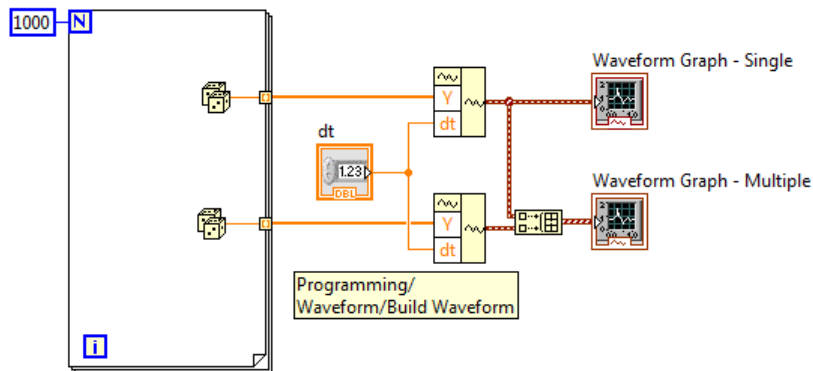 1000
N
Waveform Graph - Single
Y
dt
dt
1.23
DBL
Waveform Graph - Multiple
Y
dt
Programming/
Waveform/Build Waveform
i